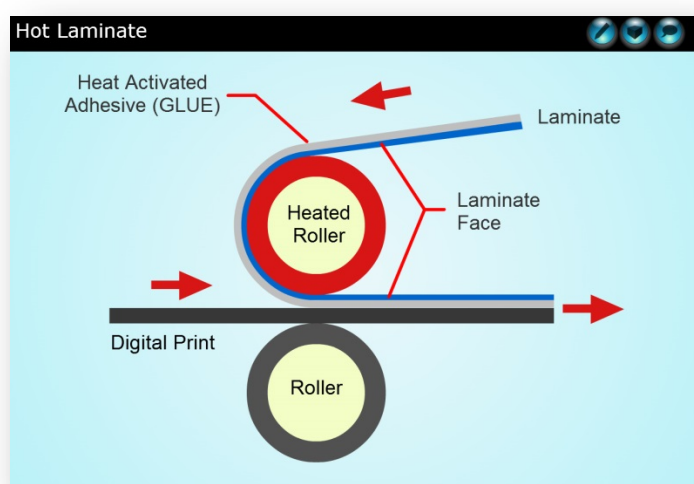 Hot Laminate
Heat Activated
Adhesive (GLUE)
Laminate
Laminate
Face
Heated
Roller
Digital Print
Roller